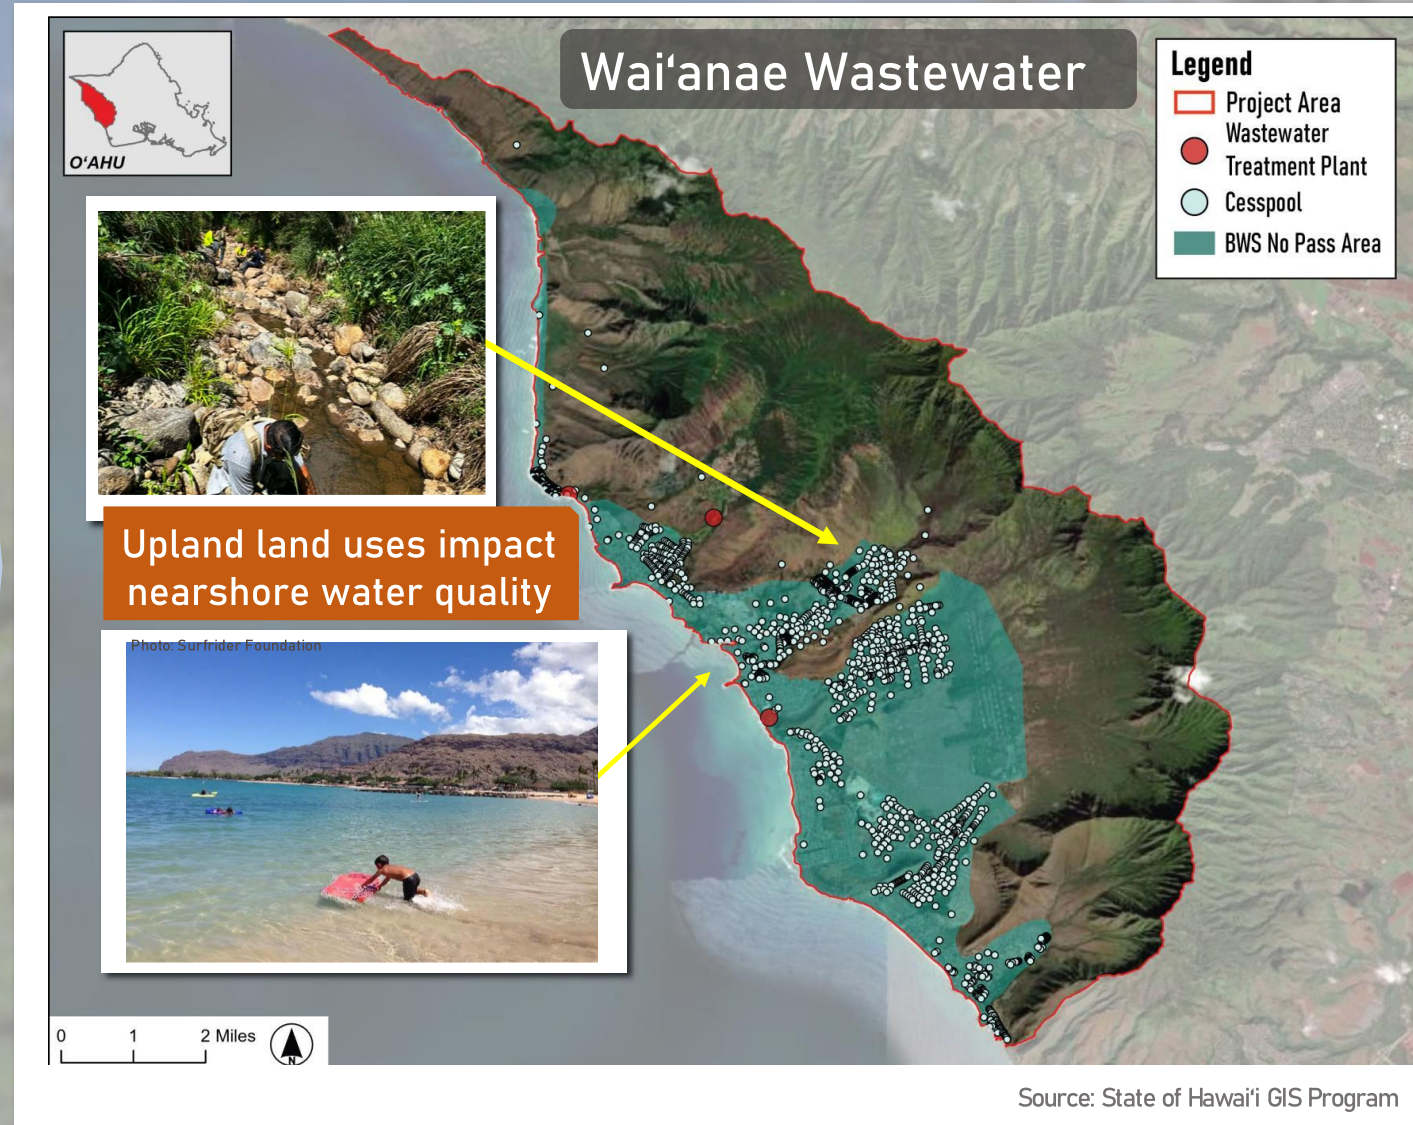 Wai‘anae Wastewater
O‘AHU
Legend
Project Area
Wastewater
Treatment Plant
Cesspool
BWS No Pass Area
Upland land uses impact
nearshore water quality
Photo: Surfrider Foundation
0 1 2 Miles
N
Source: State of Hawai‘i GIS Program